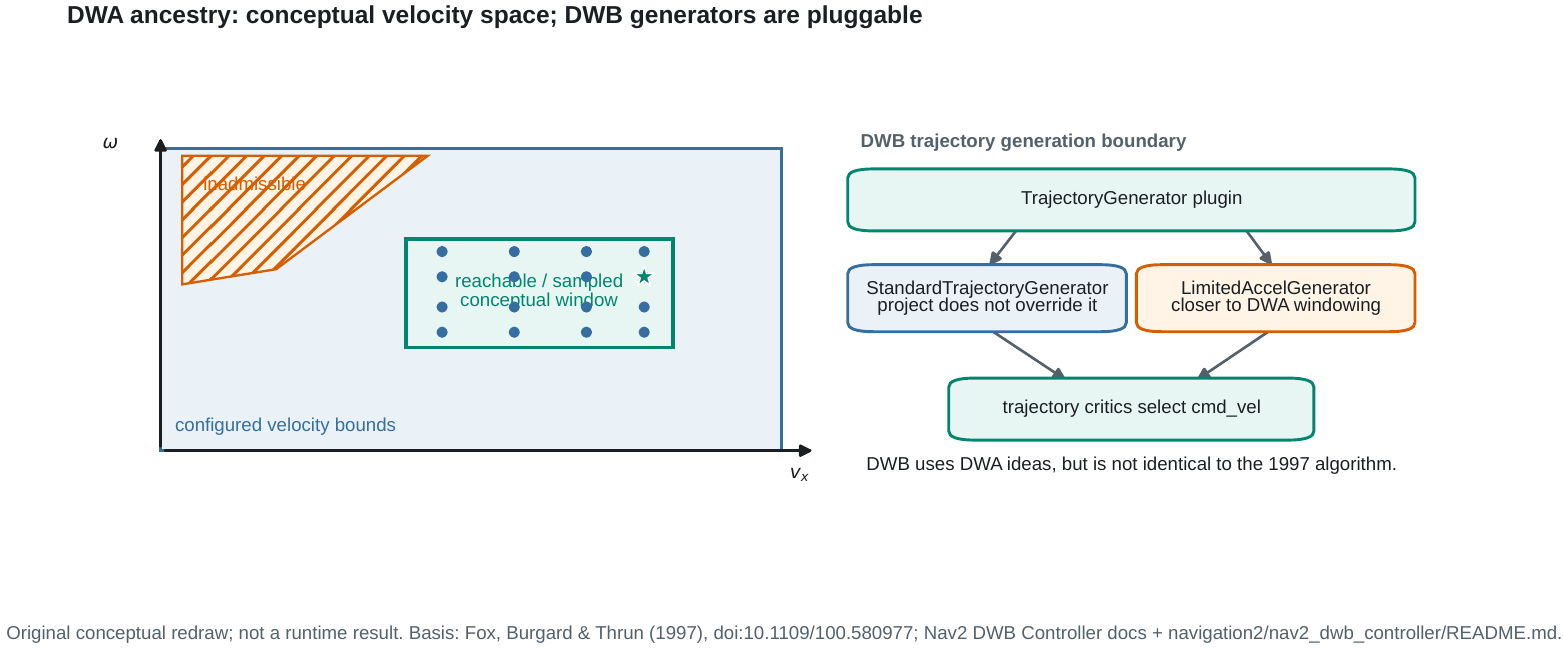 DWA ancestry: conceptual velocity space; DWB generators are pluggable
ω
inadmissible
reachable / sampled
conceptual window
configured velocity bounds
vₓ
DWB trajectory generation boundary
TrajectoryGenerator plugin
StandardTrajectoryGenerator
project does not override it
LimitedAccelGenerator
closer to DWA windowing
trajectory critics select cmd_vel
DWB uses DWA ideas, but is not identical to the 1997 algorithm.
Original conceptual redraw; not a runtime result. Basis: Fox, Burgard & Thrun (1997), doi:10.1109/100.580977; Nav2 DWB Controller docs + navigation2/nav2_dwb_controller/README.md.